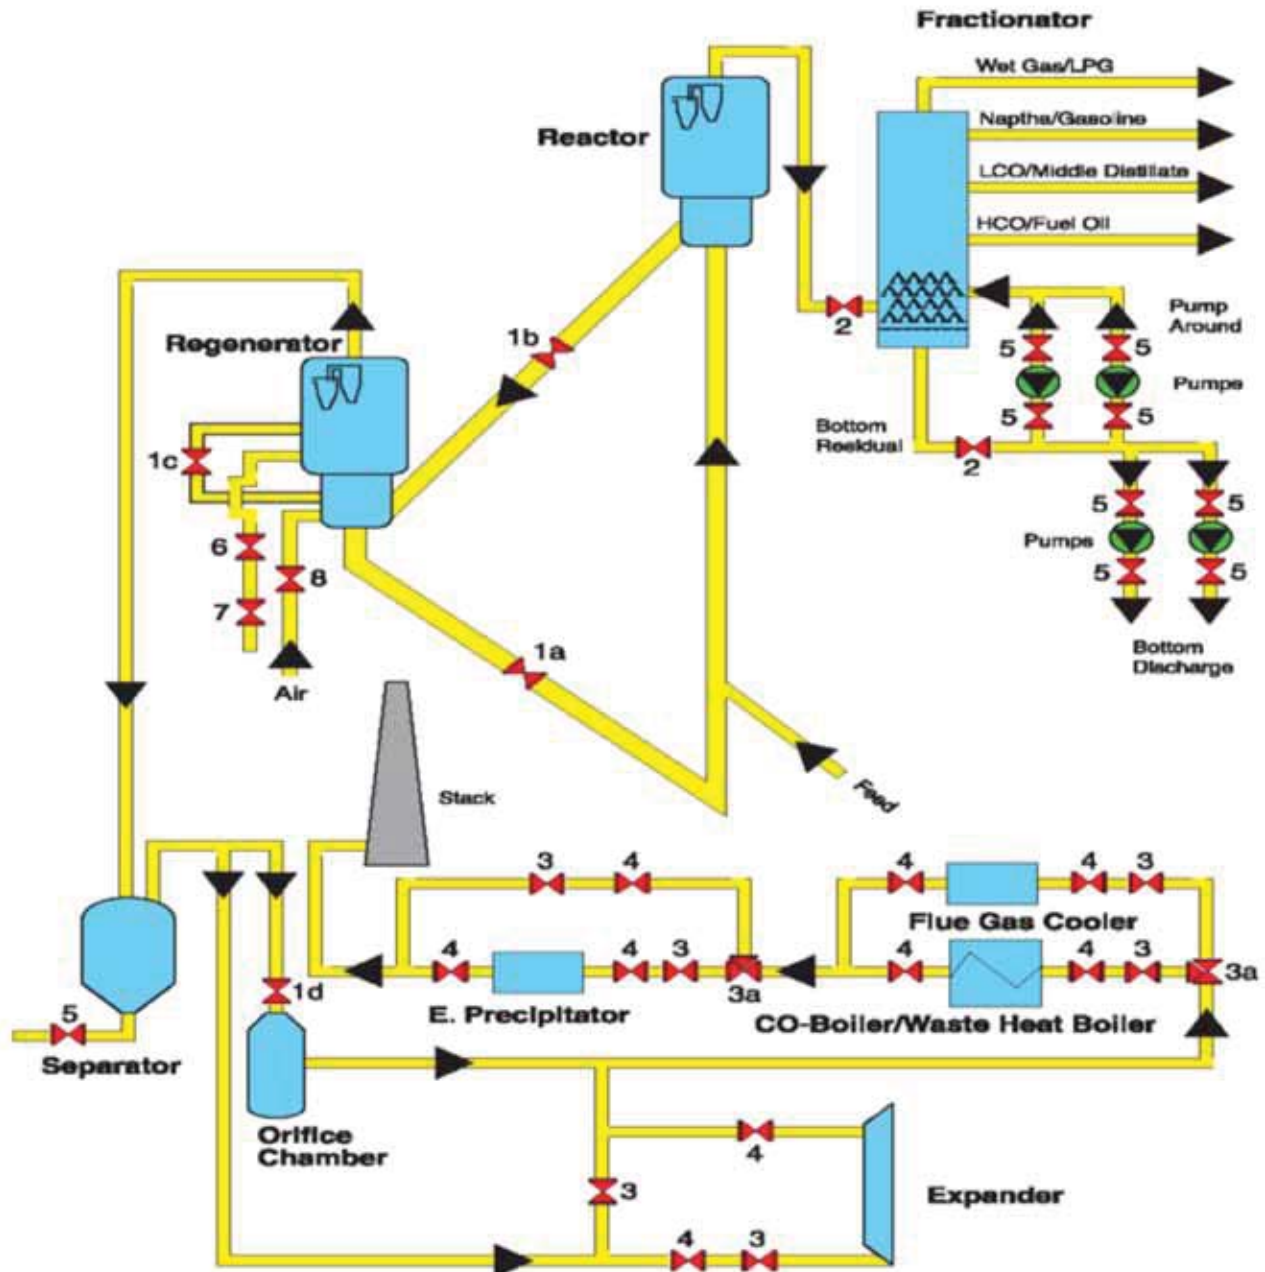 Fractionator
Wet Gas/LPG
Naptha/Gasoline
LCO/Middle Distillate
HCO/Fuel Oil
Reactor
2
Pump
Around
5
5
Pumps
5
5
Bottom
Residual
2
5
5
Pumps
5
5
Bottom
Discharge
Regenerator
1b
1c
6
8
7
Air
1a
Feed
Stack
3
4
4
4
3
Flue Gas Cooler
4
4
3
3a
4
4
3
3a
E. Precipitator
CO-Boiler/Waste Heat Boiler
1d
5
Separator
Orifice
Chamber
4
3
Expander
4
3